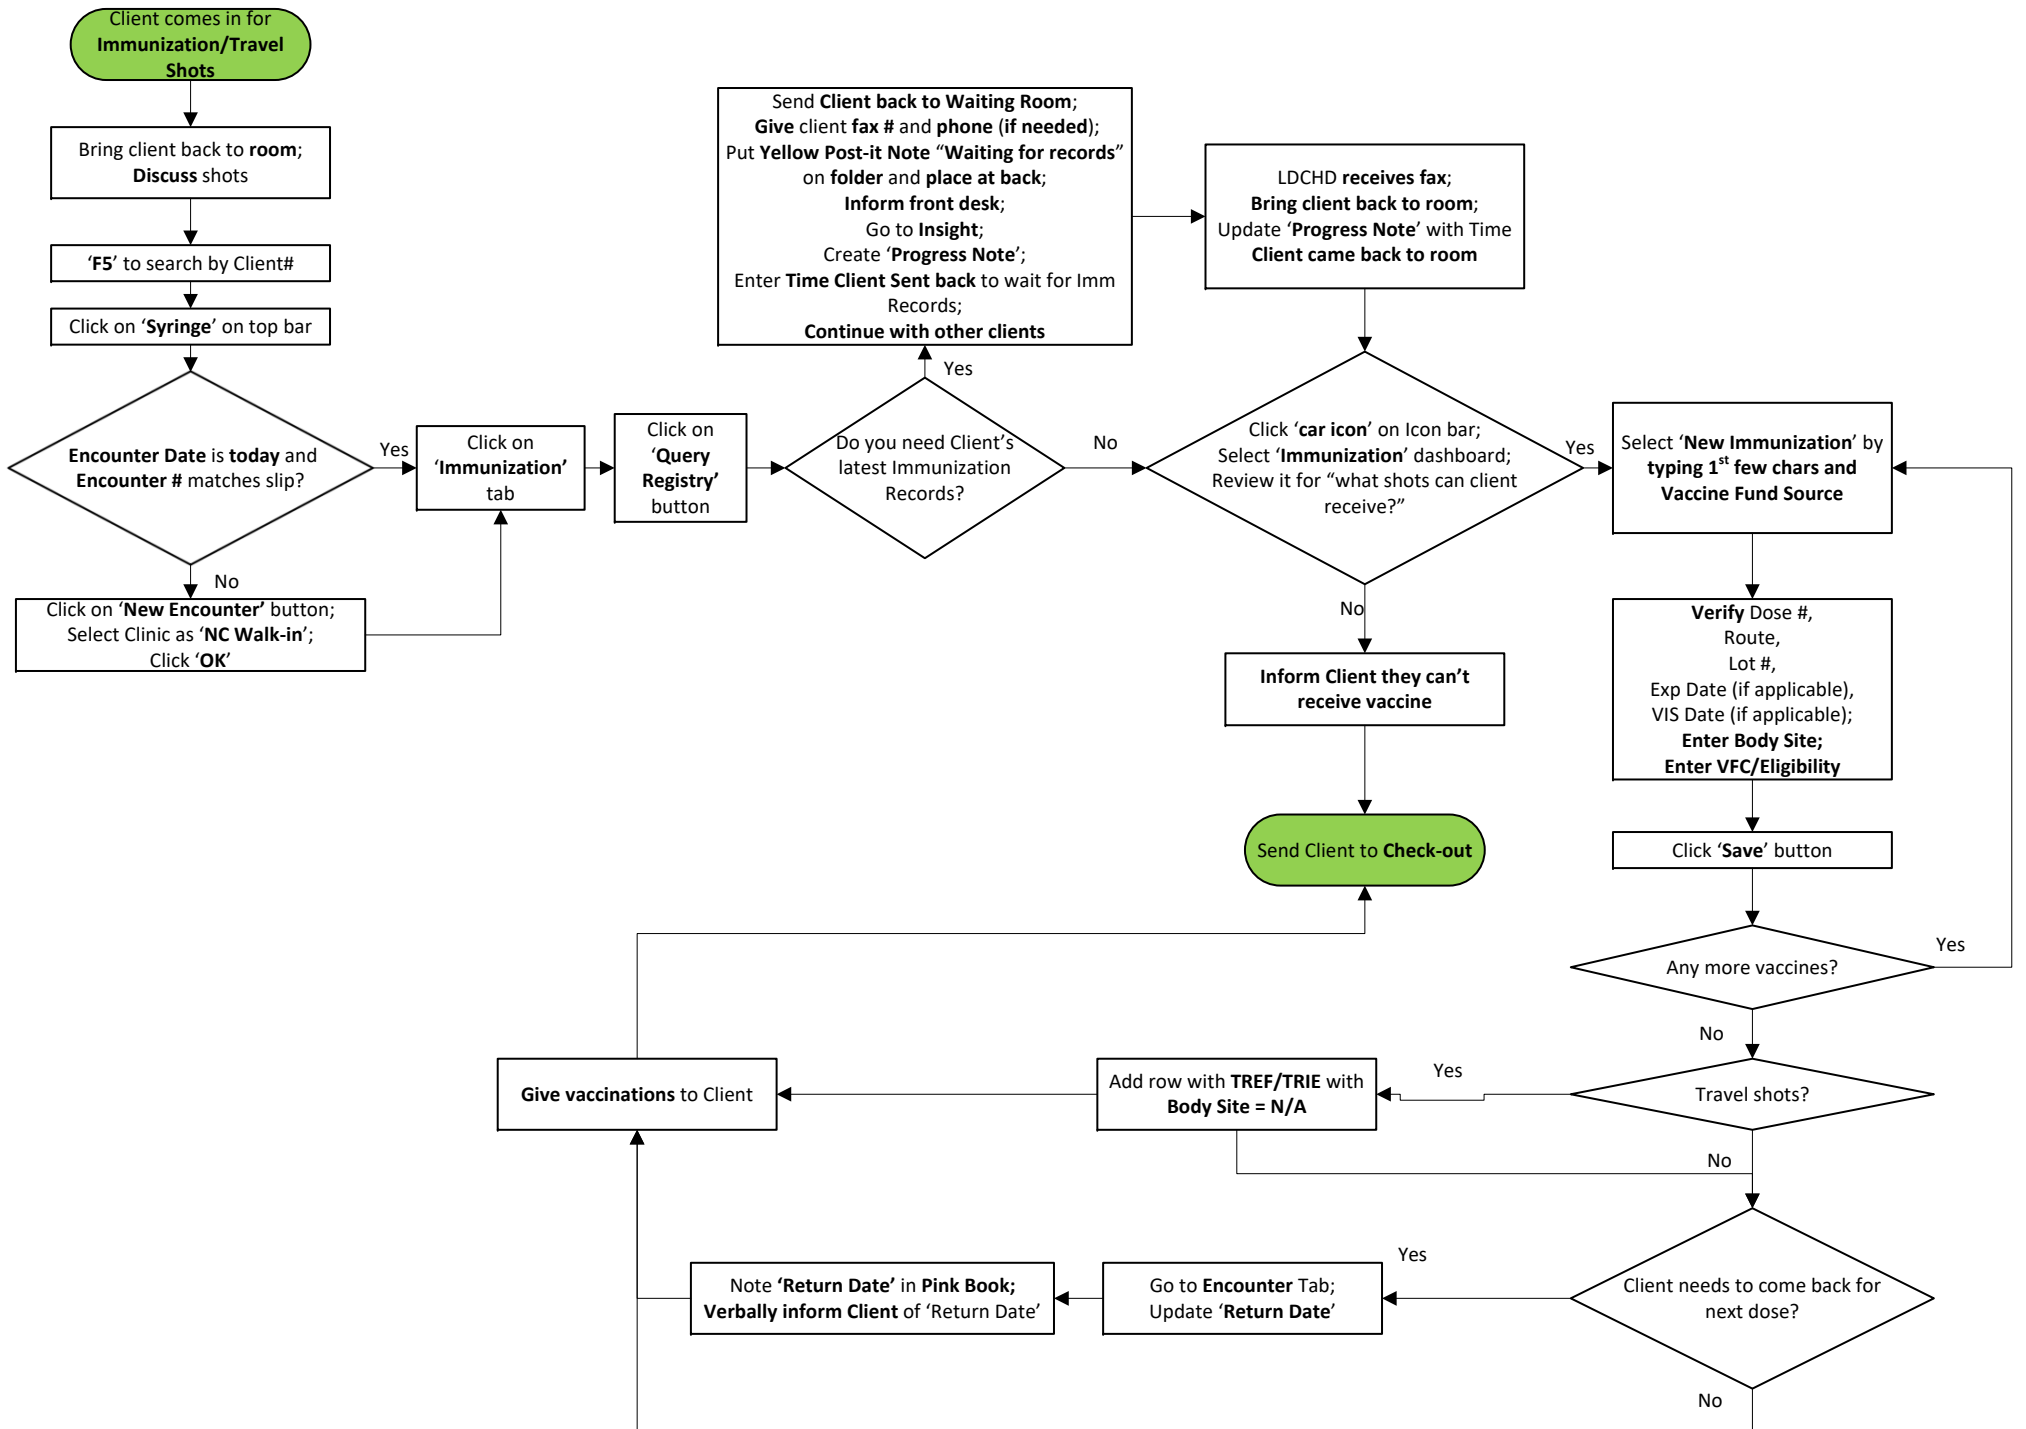 Client comes in for
Immunization/Travel
Shots
Bring client back to room;
Discuss shots
‘F5’ to search by Client#
Click on ‘Syringe’ on top bar
Encounter Date is today and
Encounter # matches slip?
Yes
No
Click on ‘New Encounter’ button;
Select Clinic as ‘NC Walk-in’;
Click ‘OK’
Click on
‘Immunization’
tab
Click on
‘Query
Registry’
button
Do you need Client’s
latest Immunization
Records?
Yes
No
Send Client back to Waiting Room;
Give client fax # and phone (if needed);
Put Yellow Post-it Note “Waiting for records”
on folder and place at back;
Inform front desk;
Go to Insight;
Create ‘Progress Note’;
Enter Time Client Sent back to wait for Imm
Records;
Continue with other clients
LDCHD receives fax;
Bring client back to room;
Update ‘Progress Note’ with Time
Client came back to room
Click ‘car icon’ on Icon bar;
Select ‘Immunization’ dashboard;
Review it for “what shots can client
receive?”
Yes
No
Inform Client they can’t
receive vaccine
Send Client to Check-out
Select ‘New Immunization’ by
typing 1st few chars and
Vaccine Fund Source
Verify Dose #,
Route,
Lot #,
Exp Date (if applicable),
VIS Date (if applicable);
Enter Body Site;
Enter VFC/Eligibility
Click ‘Save’ button
Any more vaccines?
Yes
No
Travel shots?
Yes
No
Add row with TREF/TRIE with
Body Site = N/A
Give vaccinations to Client
Client needs to come back for
next dose?
Yes
No
Go to Encounter Tab;
Update ‘Return Date’
Note ‘Return Date’ in Pink Book;
Verbally inform Client of ‘Return Date’